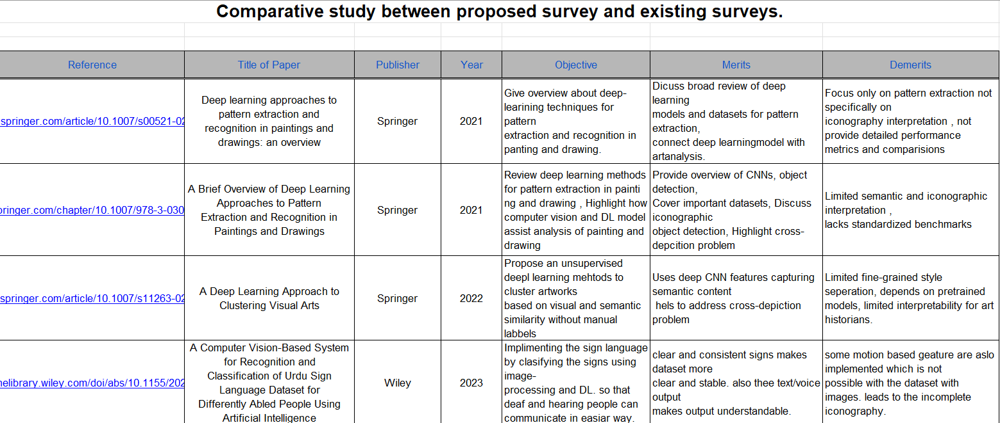 Comparative study between proposed survey and existing surveys.
Reference
Title of Paper
Publisher
Year
Objective
Merits
Demerits
springer.com/article/10.1007/s00521-02
Deep learning approaches to
pattern extraction and
recognition in paintings and
drawings: an overview
Springer
2021
Give overview about deep-
learining techniques for
pattern
extraction and recognition in
panting and drawing.
Dicuss broad review of deep
learning
models and datasets for pattern
extraction,
connect deep learningmodel with
artanalysis.
Focus only on pattern extraction not
specifically on
iconography interpretation , not
provide detailed performance
metrics and comparisions
pringer.com/chapter/10.1007/978-3-030
A Brief Overview of Deep Learning
Approaches to Pattern
Extraction and Recognition in
Paintings and Drawings
Springer
2021
Review deep learning methods
for pattern extraction in painti
ng and drawing , Highlight how
computer vision and DL model
assist analysis of painting and
drawing
Provide overview of CNNs, object
detection,
Cover important datasets, Discuss
iconographic
object detection, Highlight cross-
depcition problem
Limited semantic and iconographic
interpretation ,
lacks standardized benchmarks
springer.com/article/10.1007/s11263-02
A Deep Learning Approach to
Clustering Visual Arts
Springer
2022
Propose an unsupervised
deepl learning mehtods to
cluster artworks
based on visual and semantic
similarity without manual
labbels
Uses deep CNN features capturing
semantic content
hels to address cross-depiction
problem
Limited fine-grained style
seperation, depends on pretrained
models, limited interpretability for art
historians.
nelibrary.wiley.com/doi/abs/10.1155/202
A Computer Vision-Based System
for Recognition and
Classification of Urdu Sign
Language Dataset for
Differently Abled People Using
Artificial Intelligence
Wiley
2023
Implimenting the sign language
by clasifying the signs using
image-
processing and DL. so that
deaf and hearing people can
communicate in easiar way.
clear and consistent signs makes
dataset more
clear and stable. also thee text/voice
output
makes output understandable.
some motion based geature are aslo
implemented which is not
possible with the dataset with
images. leads to the incomplete
iconography.